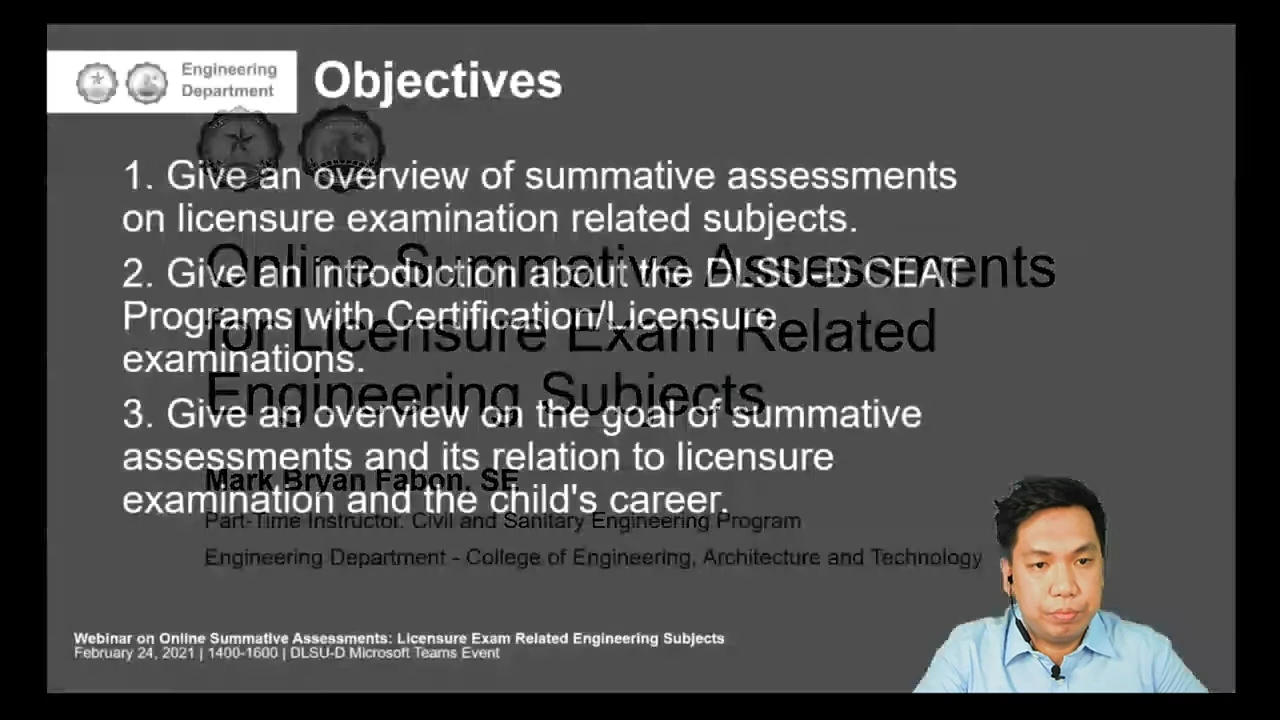 Engineering
Department
Objectives
1. Give an overview of summative assessments
on licensure examination related subjects.
2. Give an introduction about the DLSU-D CEAT
Programs with Certification/Licensure
examinations.
3. Give an overview on the goal of summative
assessments and its relation to licensure
examination and the child's career.
Online Summative Assessments
for Licensure Exam Related
Engineering Subjects
Mark Bryan Fabon, SE
Part-Time Instructor. Civil and Sanitary Engineering Program
Engineering Department - College of Engineering, Architecture and Technology
Webinar on Online Summative Assessments: Licensure Exam Related Engineering Subjects
February 24, 2021 | 1400-1600 | DLSU-D Microsoft Teams Event